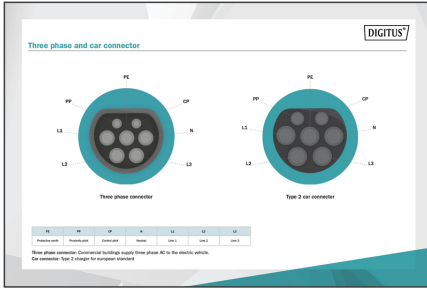 DIGITUS®
Three phase and car connector
PE
PP
CP
L1
N
L2
L3
Three phase connector
PE
PP
CP
L1
N
L2
L3
Type 2 car connector
PE PP CP N L1 L2 L3
Protective earth Proximity pilot Control pilot Neutral Line 1 Line 2 Line 3
Three phase connector: Commercial buildings supply three phase AC to the electric vehicle.
Car connector: Type 2 charger for european standard